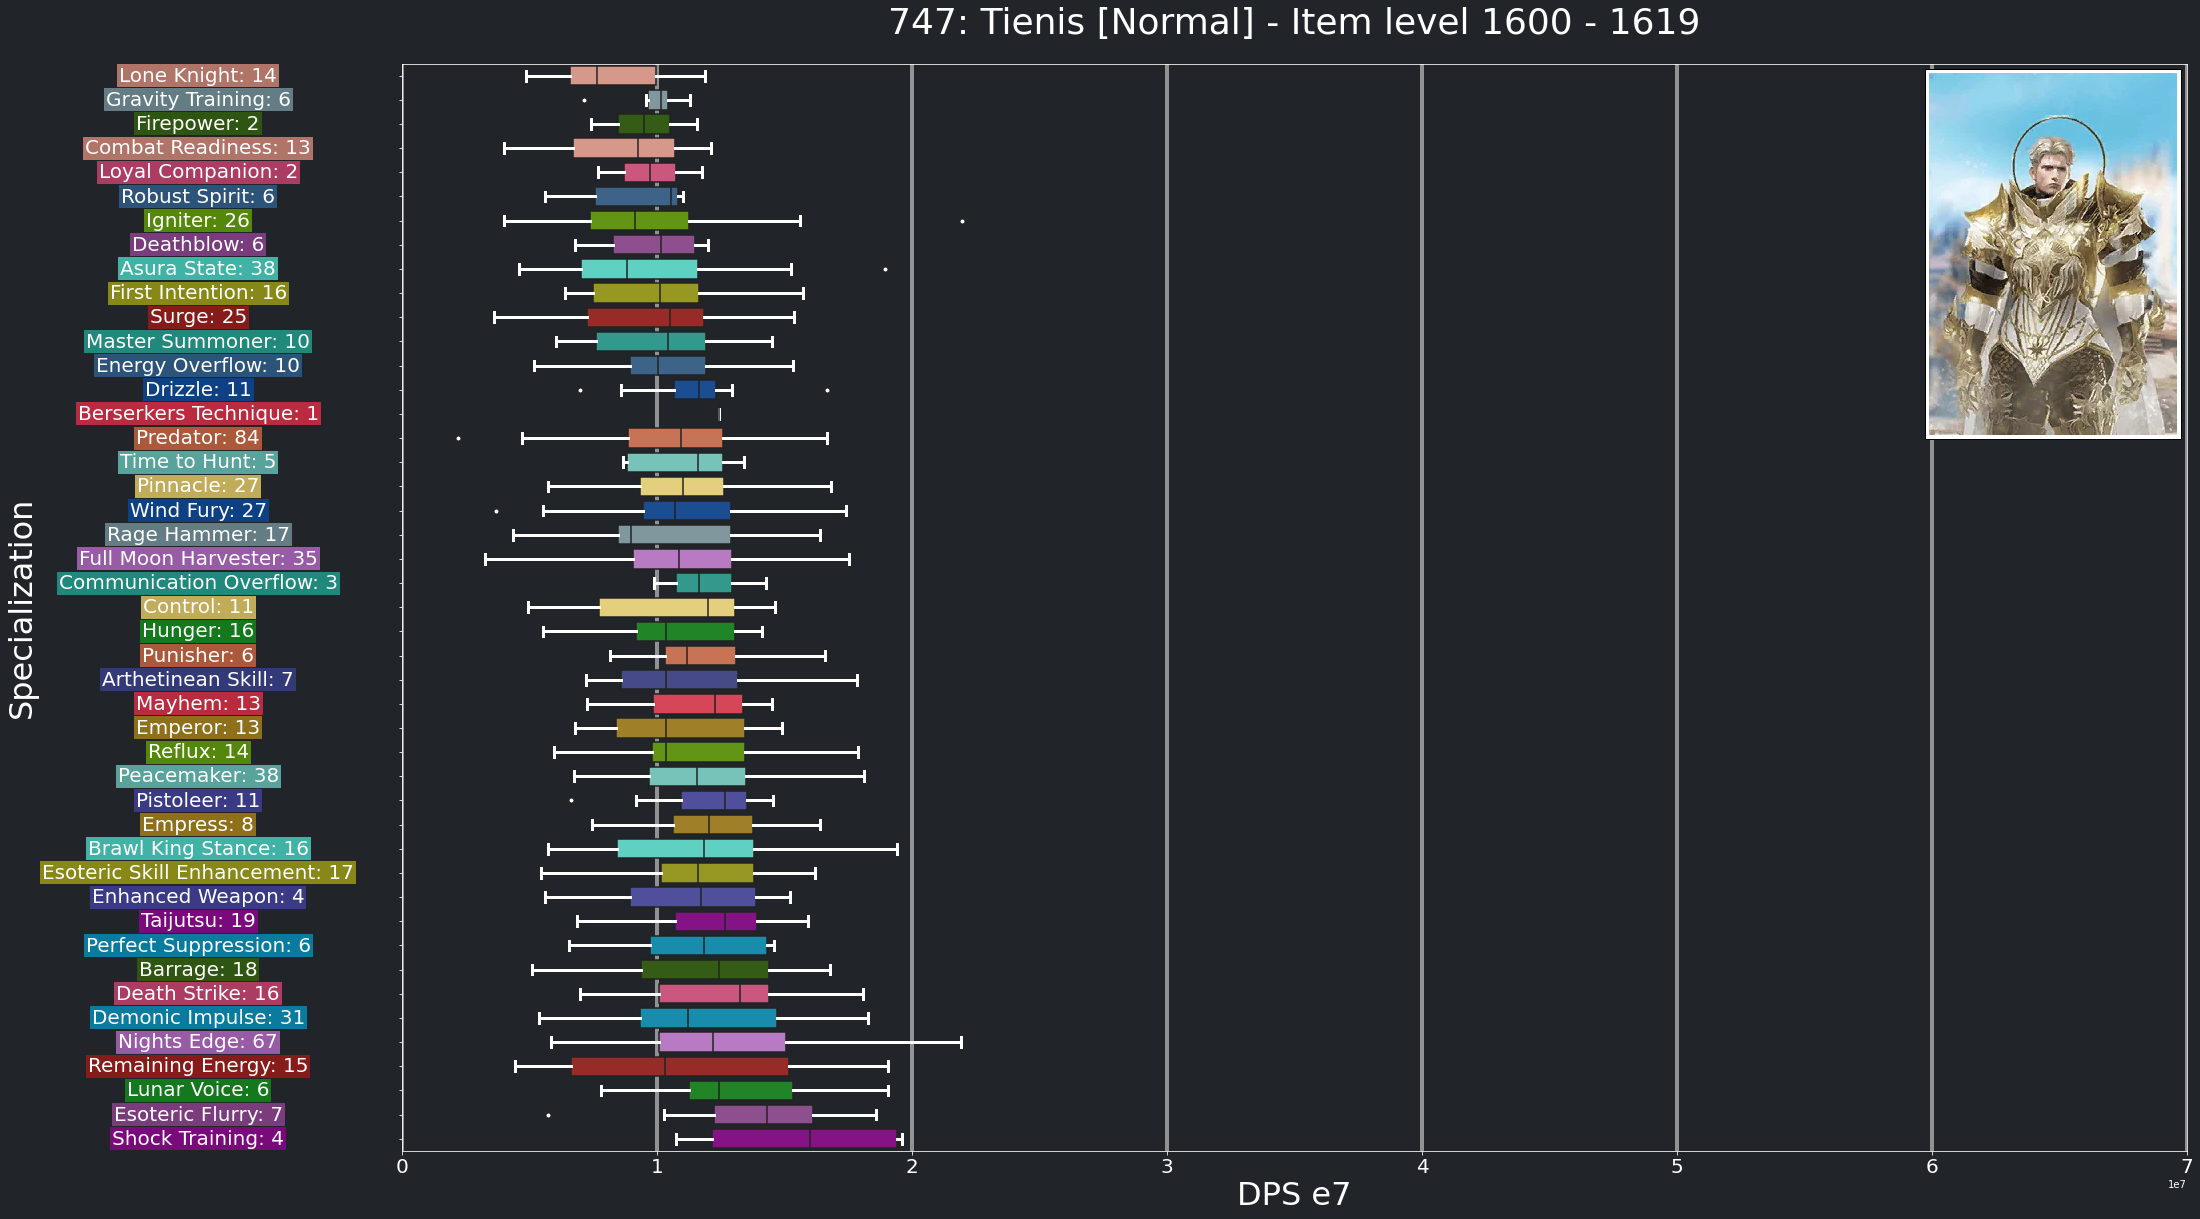 747: Tienis [Normal] - Item level 1600 - 1619
Specialization
Lone Knight: 14
Gravity Training: 6
Firepower: 2
Combat Readiness: 13
Loyal Companion: 2
Robust Spirit: 6
Igniter: 26
Deathblow: 6
Asura State: 38
First Intention: 16
Surge: 25
Master Summoner: 10
Energy Overflow: 10
Drizzle: 11
Berserkers Technique: 1
Predator: 84
Time to Hunt: 5
Pinnacle: 27
Wind Fury: 27
Rage Hammer: 17
Full Moon Harvester: 35
Communication Overflow: 3
Control: 11
Hunger: 16
Punisher: 6
Arthetinean Skill: 7
Mayhem: 13
Emperor: 13
Reflux: 14
Peacemaker: 38
Pistoleer: 11
Empress: 8
Brawl King Stance: 16
Esoteric Skill Enhancement: 17
Enhanced Weapon: 4
Taijutsu: 19
Perfect Suppression: 6
Barrage: 18
Death Strike: 16
Demonic Impulse: 31
Nights Edge: 67
Remaining Energy: 15
Lunar Voice: 6
Esoteric Flurry: 7
Shock Training: 4
0 1 2 3 4 5 6 7
1e7
DPS e7